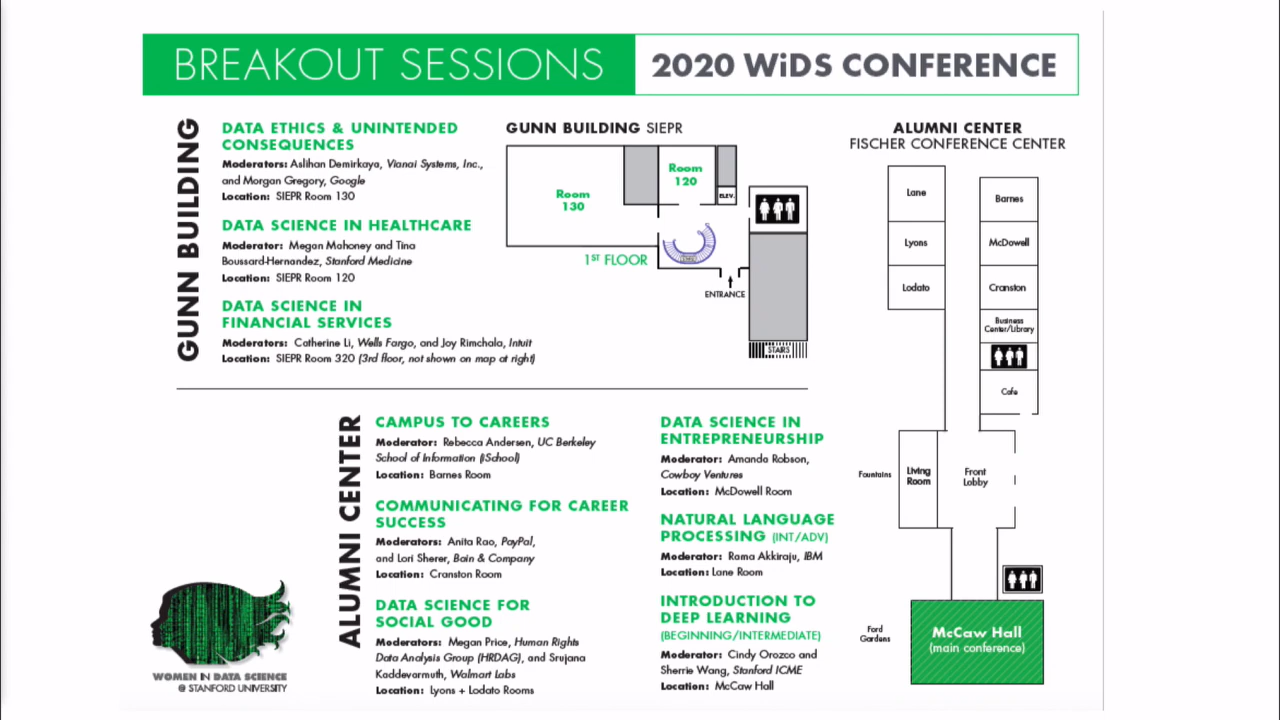 BREAKOUT SESSIONS
2020 WiDS CONFERENCE
GUNN BUILDING
DATA ETHICS & UNINTENDED
CONSEQUENCES
Moderators: Aslihan Demirkaya, Vianai Systems, Inc.,
and Morgan Gregory, Google
Location: SIEPR Room 130
DATA SCIENCE IN HEALTHCARE
Moderator: Megan Mahoney and Tina
Boussard-Hernandez, Stanford Medicine
Location: SIEPR Room 120
DATA SCIENCE IN
FINANCIAL SERVICES
Moderators: Catherine Li, Wells Fargo, and Joy Rimchala, Intuit
Location: SIEPR Room 320 (3rd floor, not shown on map at right)
GUNN BUILDING SIEPR
Room
130
Room
120
ELEV.
1ST FLOOR
ENTRANCE
STAIRS
ALUMNI CENTER
FISCHER CONFERENCE CENTER
Lane
Barnes
Lyons
McDowell
Lodato
Cranston
Business
Center/Library
Cafe
Fountains
Living
Room
Front
Lobby
Ford
Gardens
McCaw Hall
(main conference)
ALUMNI CENTER
CAMPUS TO CAREERS
Moderator: Rebecca Andersen, UC Berkeley
School of Information (iSchool)
Location: Barnes Room
COMMUNICATING FOR CAREER
SUCCESS
Moderators: Anita Rao, PayPal,
and Lori Sherer, Bain & Company
Location: Cranston Room
DATA SCIENCE FOR
SOCIAL GOOD
Moderators: Megan Price, Human Rights
Data Analysis Group (HRDAG), and Srujana
Kaddevarmuth, Walmart Labs
Location: Lyons + Lodato Rooms
DATA SCIENCE IN
ENTREPRENEURSHIP
Moderator: Amanda Robson,
Cowboy Ventures
Location: McDowell Room
NATURAL LANGUAGE
PROCESSING (INT/ADV)
Moderator: Rama Akkiraju, IBM
Location: Lane Room
INTRODUCTION TO
DEEP LEARNING
(BEGINNING/INTERMEDIATE)
Moderator: Cindy Orozco and
Sherrie Wang, Stanford ICME
Location: McCaw Hall
WOMEN IN DATA SCIENCE
@ STANFORD UNIVERSITY